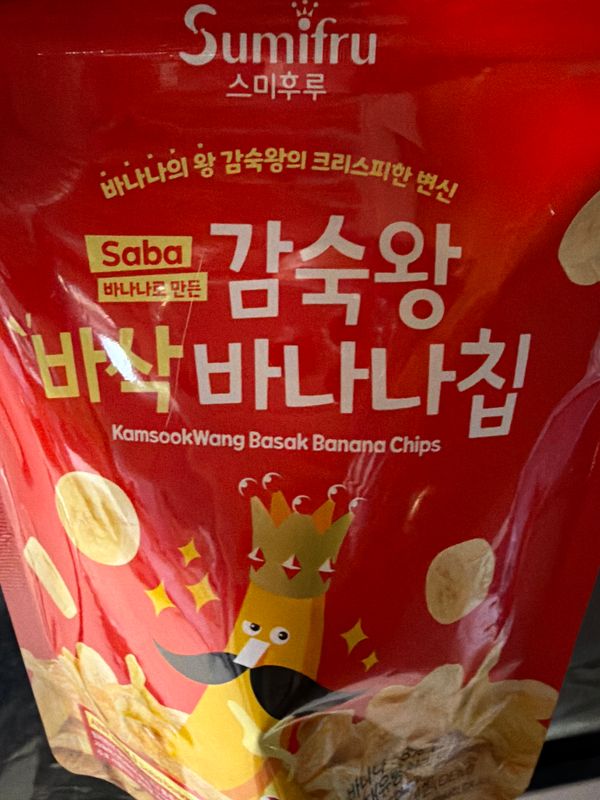 Sumifru
스미후루
바나나의 왕 감숙왕의 크리스피한 변신
Saba
바나나로 만든
감숙왕
바삭 바나나칩
KamsookWang Basak Banana Chips